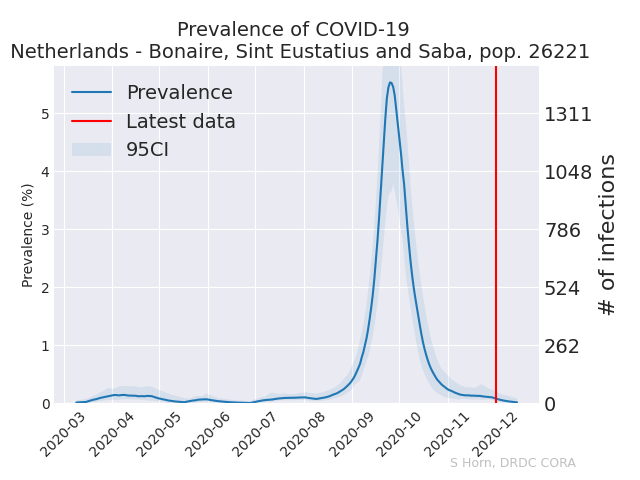 Prevalence of COVID-19
Netherlands - Bonaire, Sint Eustatius and Saba, pop. 26221
Prevalence
Latest data
95CI
Prevalence (%)
5
4
3
2
1
0
1311
1048
786
524
262
0
# of infections
2020-03
2020-04
2020-05
2020-06
2020-07
2020-08
2020-09
2020-10
2020-11
2020-12
S Horn, DRDC CORA